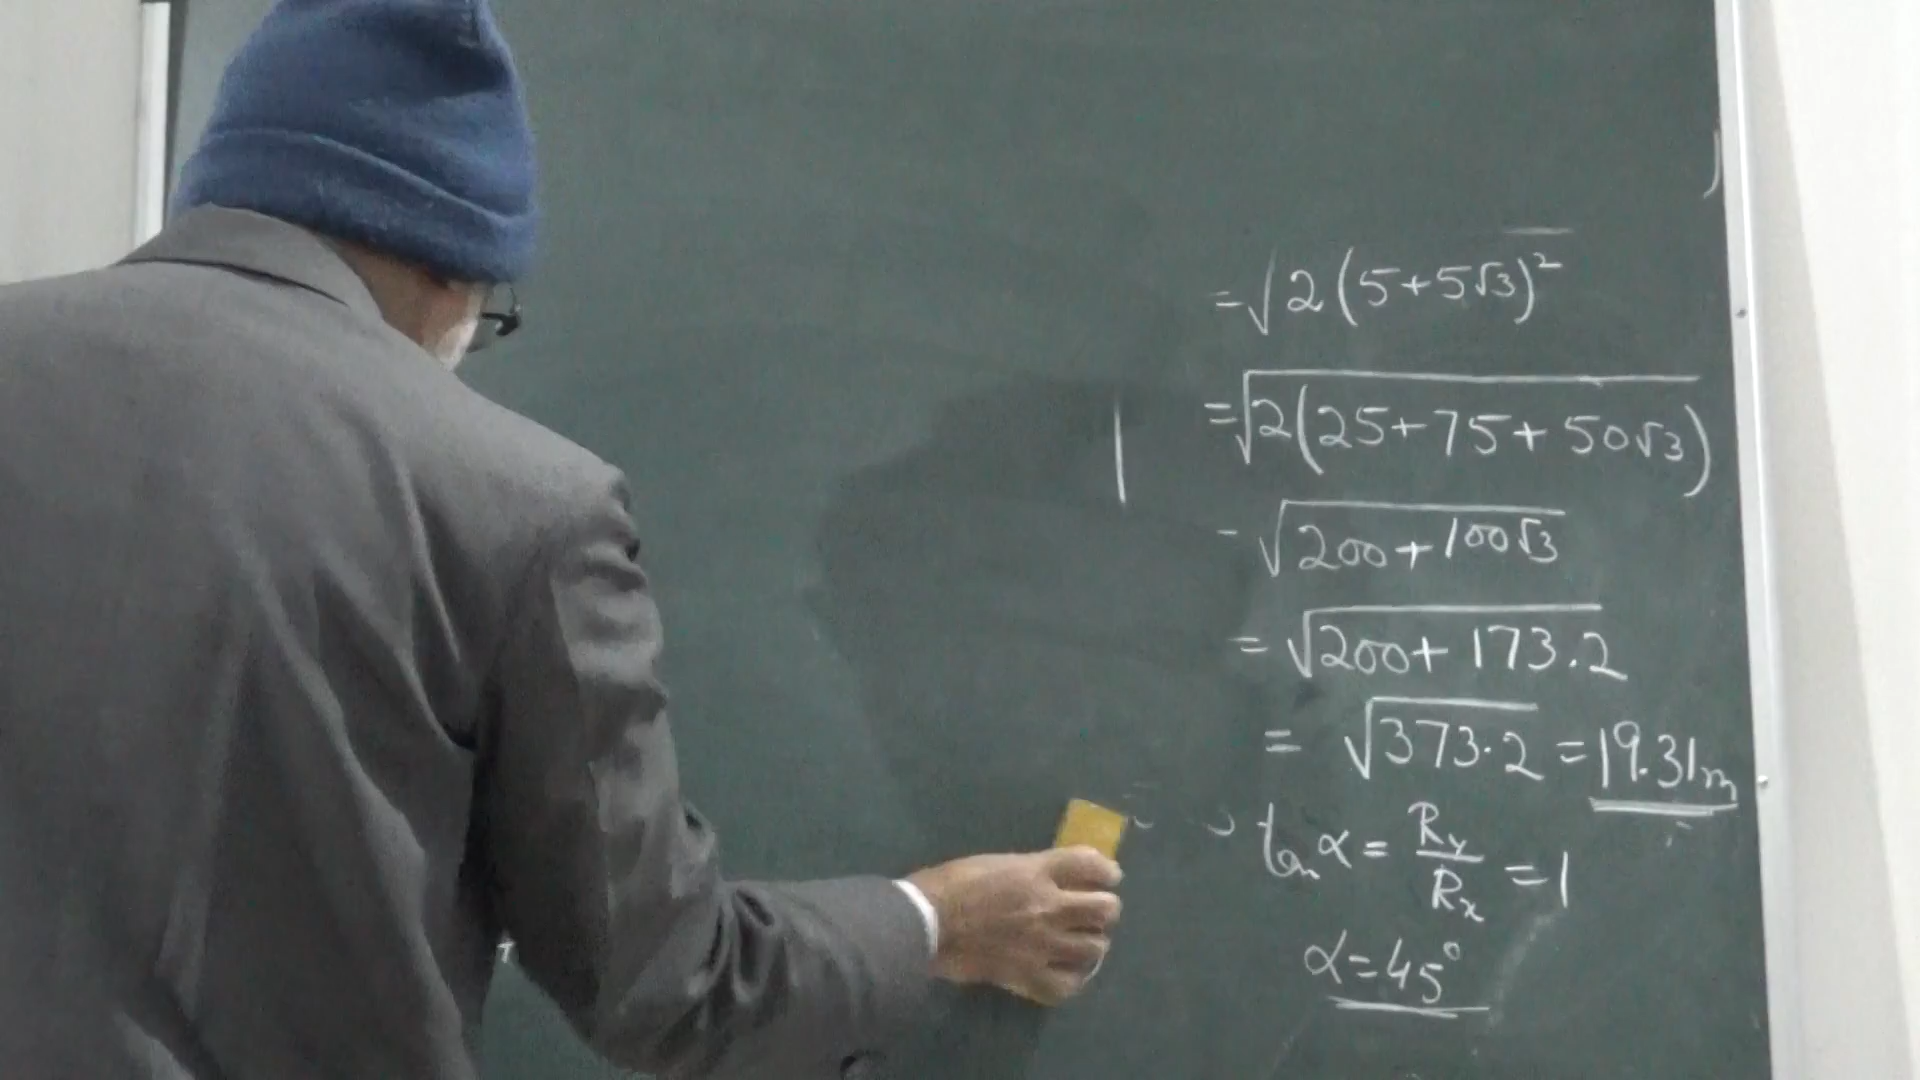 = √2(5+5√3)²
= √2(25+75+50√3)
- √200+100√3
= √200+173.2
= √373.2 = 19.31m
tan α = Ry/Rx = 1
α = 45°